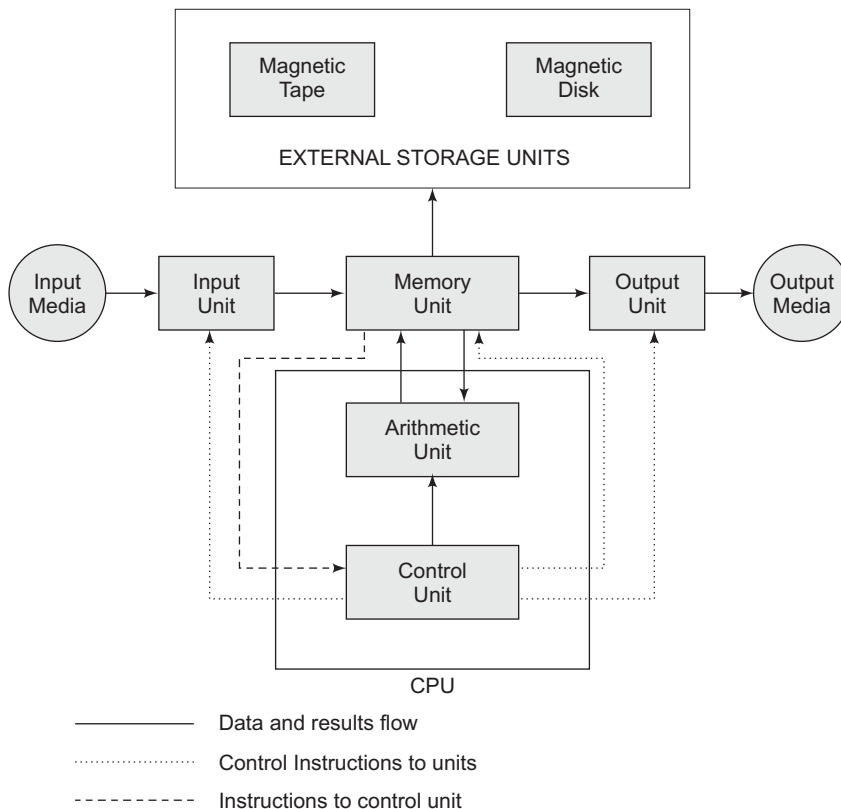 Magnetic
Tape
Magnetic
Disk
EXTERNAL STORAGE UNITS
Input
Media
Input
Unit
Memory
Unit
Output
Unit
Output
Media
Arithmetic
Unit
Control
Unit
CPU
Data and results flow
Control Instructions to units
Instructions to control unit